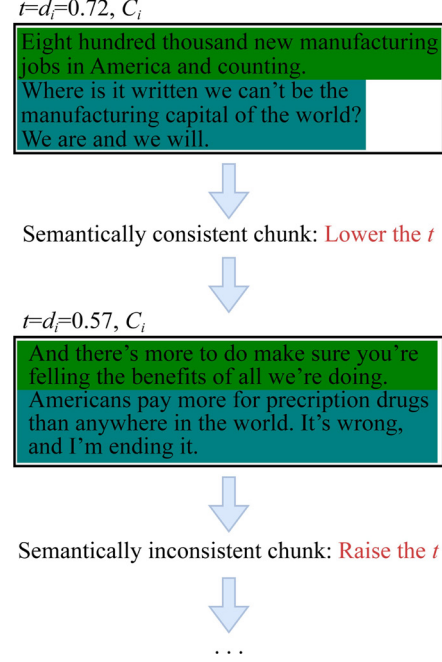 t=dᵢ=0.72, Cᵢ
Eight hundred thousand new manufacturing
jobs in America and counting.
Where is it written we can't be the
manufacturing capital of the world?
We are and we will.
Semantically consistent chunk: Lower the t
t=dᵢ=0.57, Cᵢ
And there's more to do make sure you're
felling the benefits of all we're doing.
Americans pay more for precription drugs
than anywhere in the world. It's wrong,
and I'm ending it.
Semantically inconsistent chunk: Raise the t
...